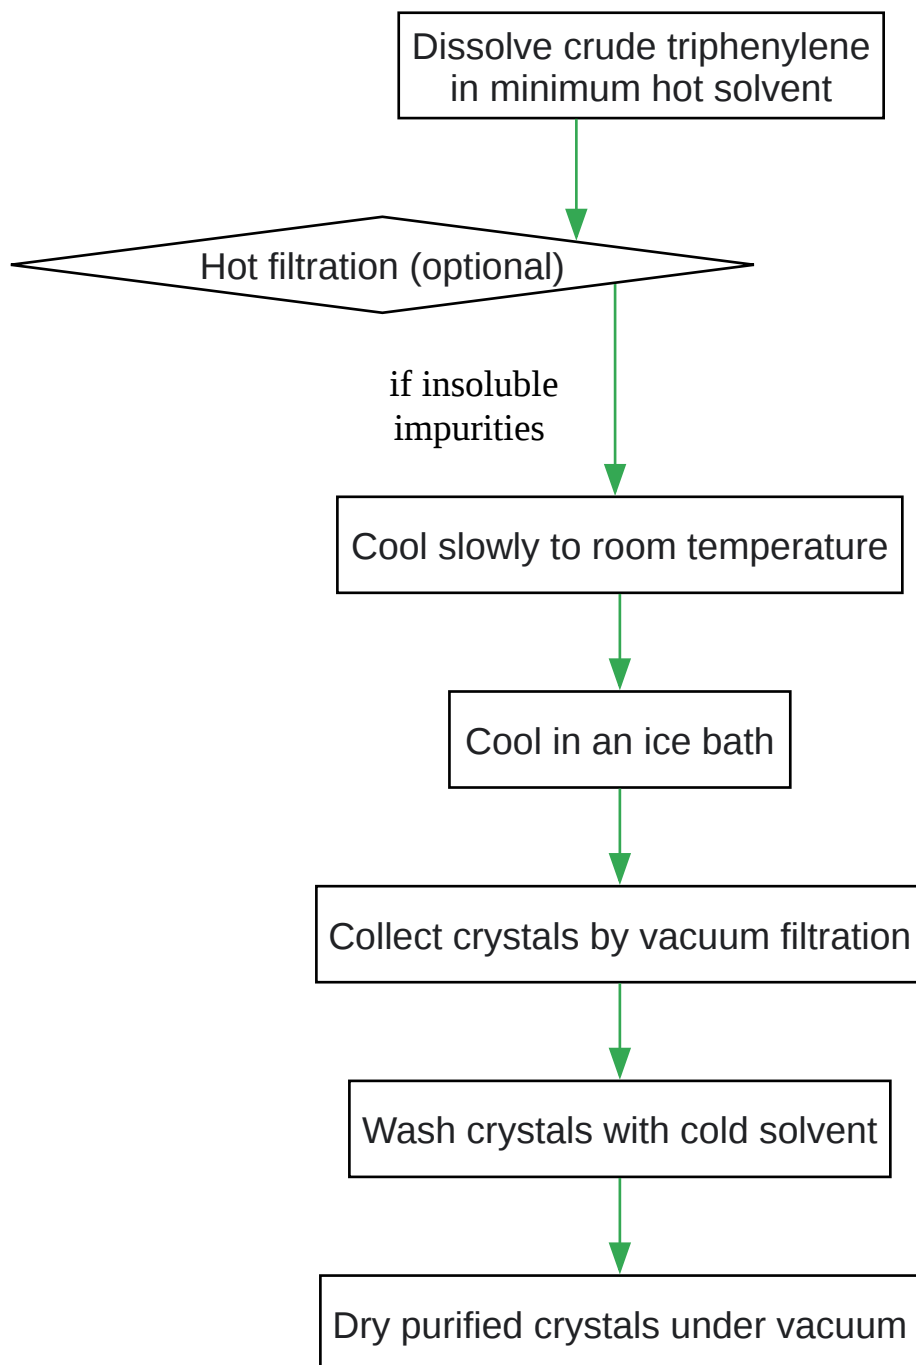 Dissolve crude triphenylene
in minimum hot solvent
Hot filtration (optional)
if insoluble
impurities
Cool slowly to room temperature
Cool in an ice bath
Collect crystals by vacuum filtration
Wash crystals with cold solvent
Dry purified crystals under vacuum